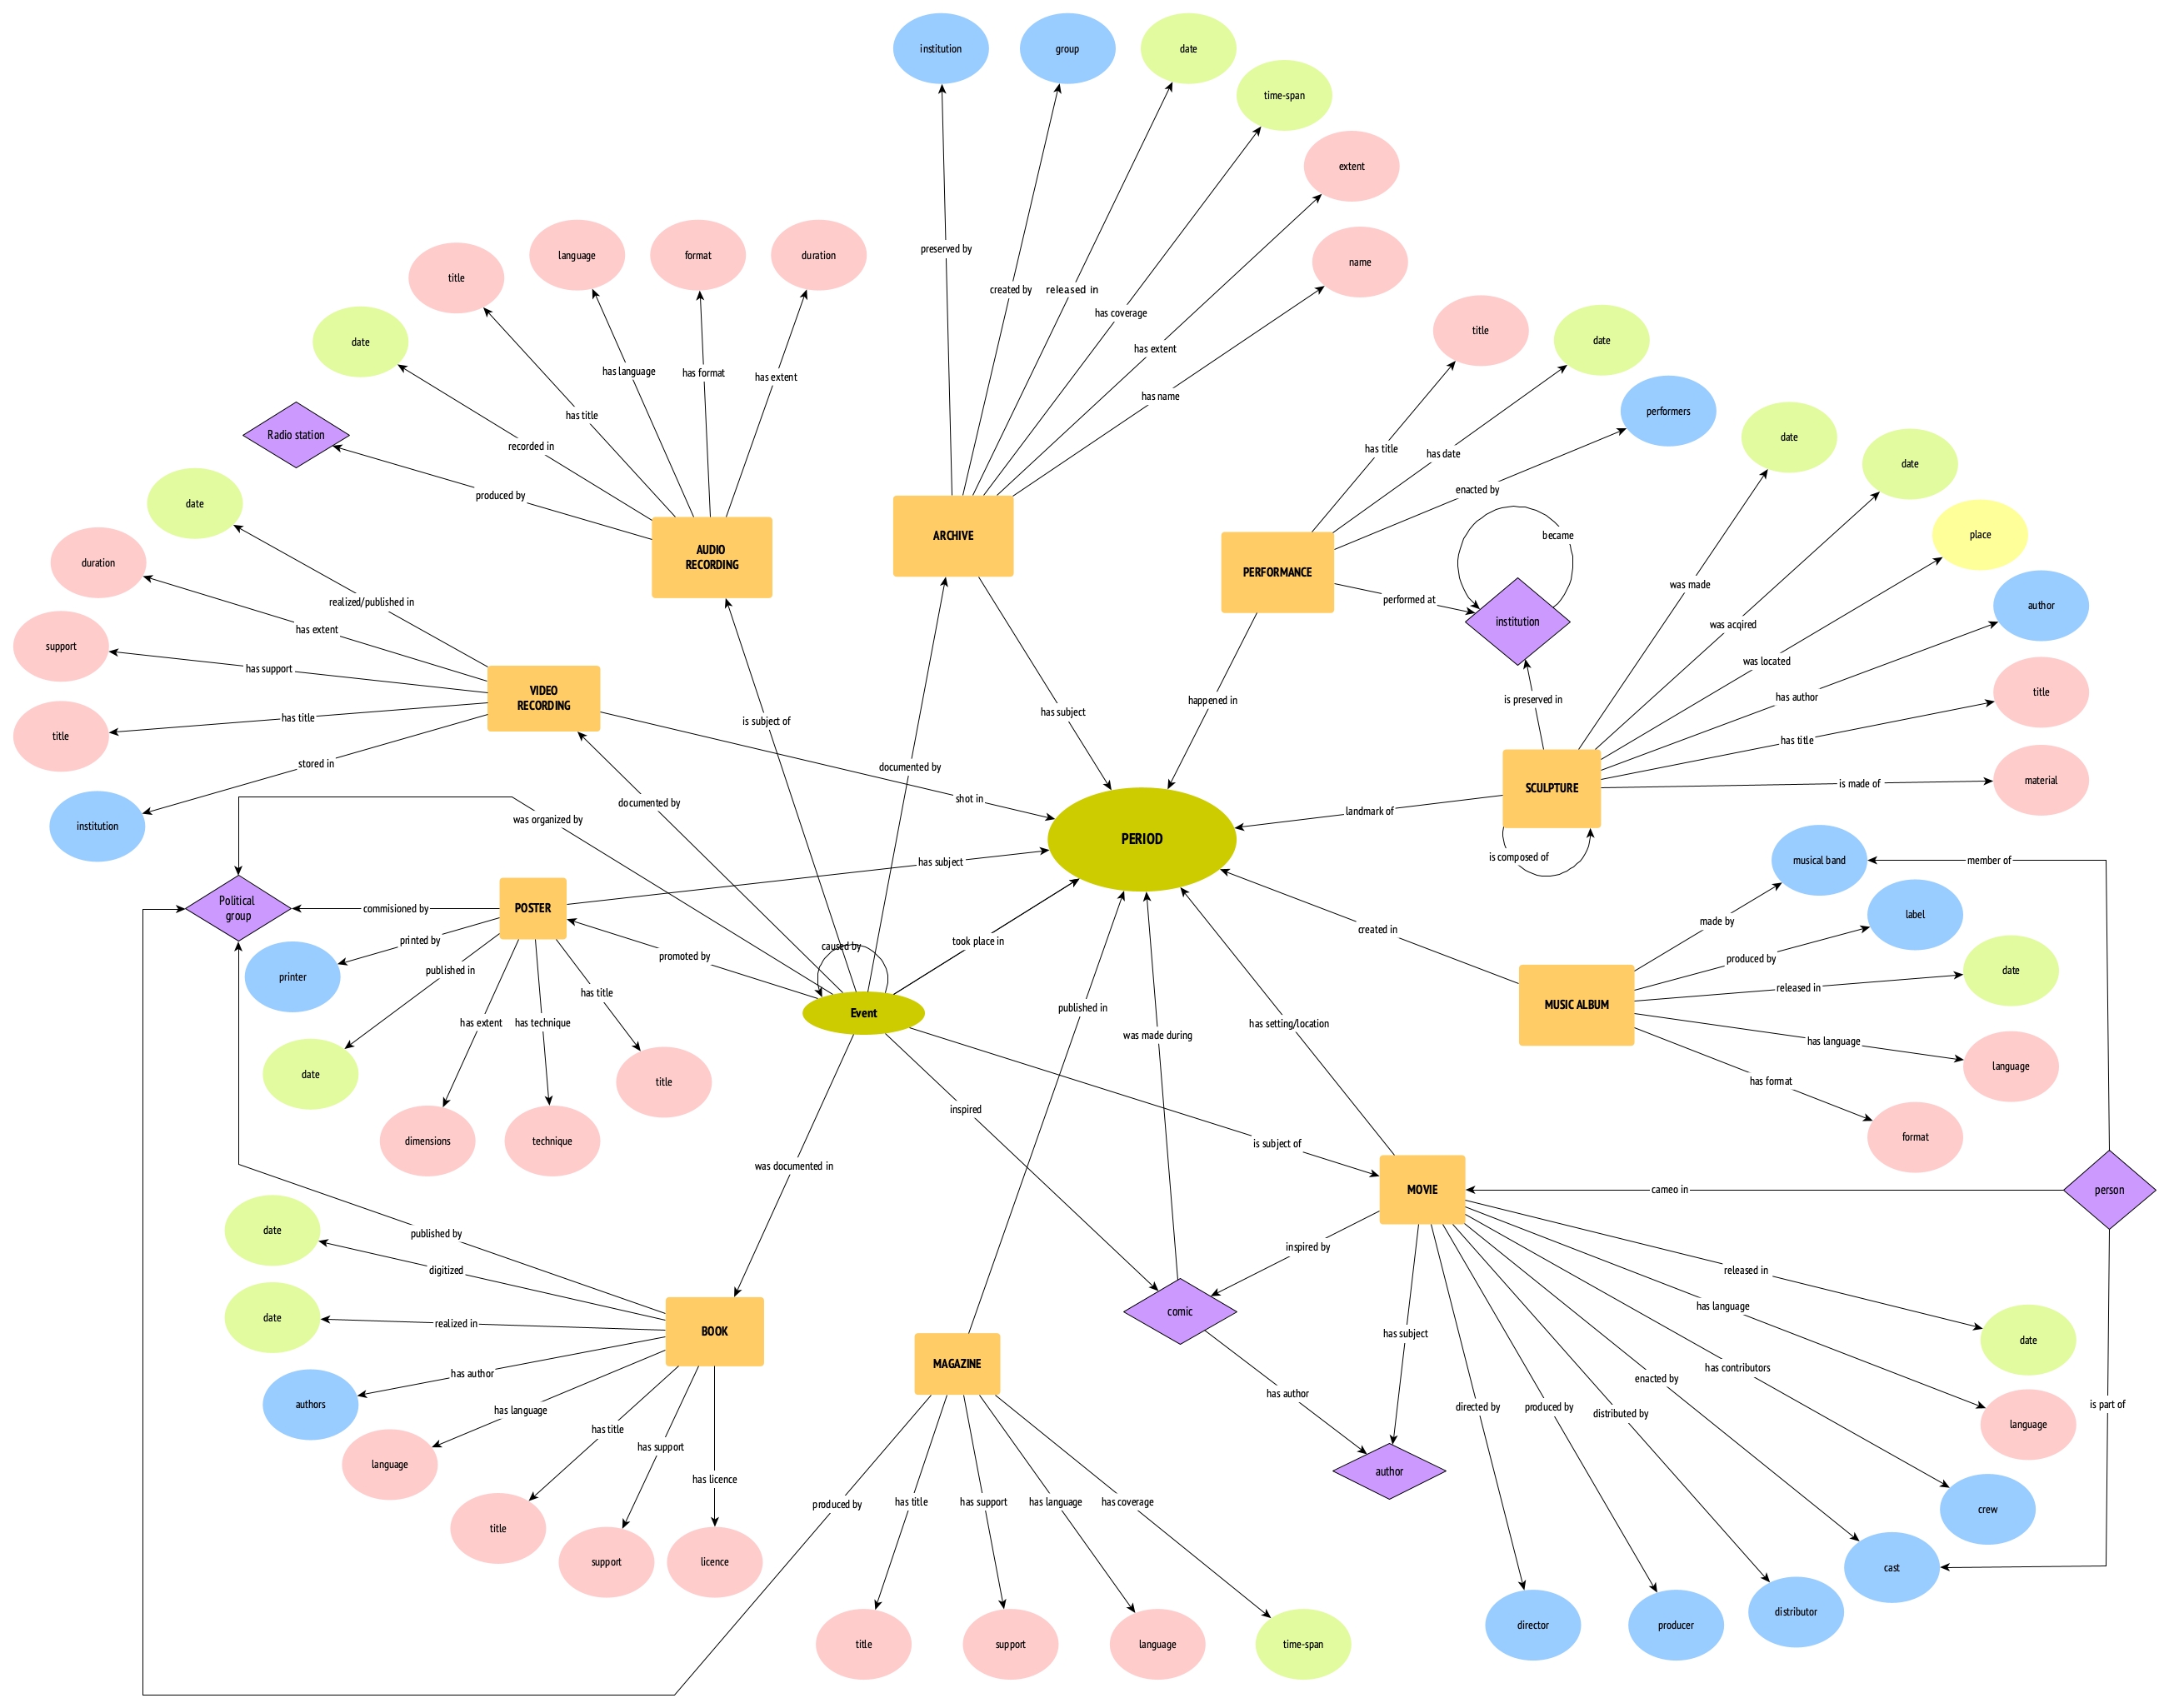 institution
group
date
time-span
extent
name
preserved by
created by
released in
has coverage
has extent
has name
title
language
format
duration
date
Radio station
has language
has format
has extent
has title
recorded in
produced by
AUDIO
RECORDING
ARCHIVE
title
date
performers
has title
has date
enacted by
PERFORMANCE
performed at
became
institution
happened in
is preserved in
date
date
place
author
title
material
was made
was acqired
was located
has author
has title
is made of
SCULPTURE
landmark of
is composed of
date
duration
support
title
institution
realized/published in
has extent
has support
has title
stored in
VIDEO
RECORDING
is subject of
documented by
has subject
shot in
documented by
was organized by
PERIOD
has subject
Political
group
commisioned by
POSTER
printed by
printer
published in
date
has extent
has technique
has title
dimensions
technique
title
promoted by
caused by
took place in
Event
created in
musical band
member of
label
date
language
format
made by
produced by
released in
has language
has format
MUSIC ALBUM
published in
was made during
has setting/location
inspired
is subject of
was documented in
MOVIE
cameo in
person
published by
date
digitized
date
realized in
authors
has author
language
has language
title
has title
support
has support
licence
has licence
BOOK
MAGAZINE
comic
inspired by
has author
has subject
author
directed by
produced by
distributed by
enacted by
has contributors
has language
released in
date
language
crew
cast
distributor
producer
director
is part of
produced by
has title
has support
has language
has coverage
title
support
language
time-span